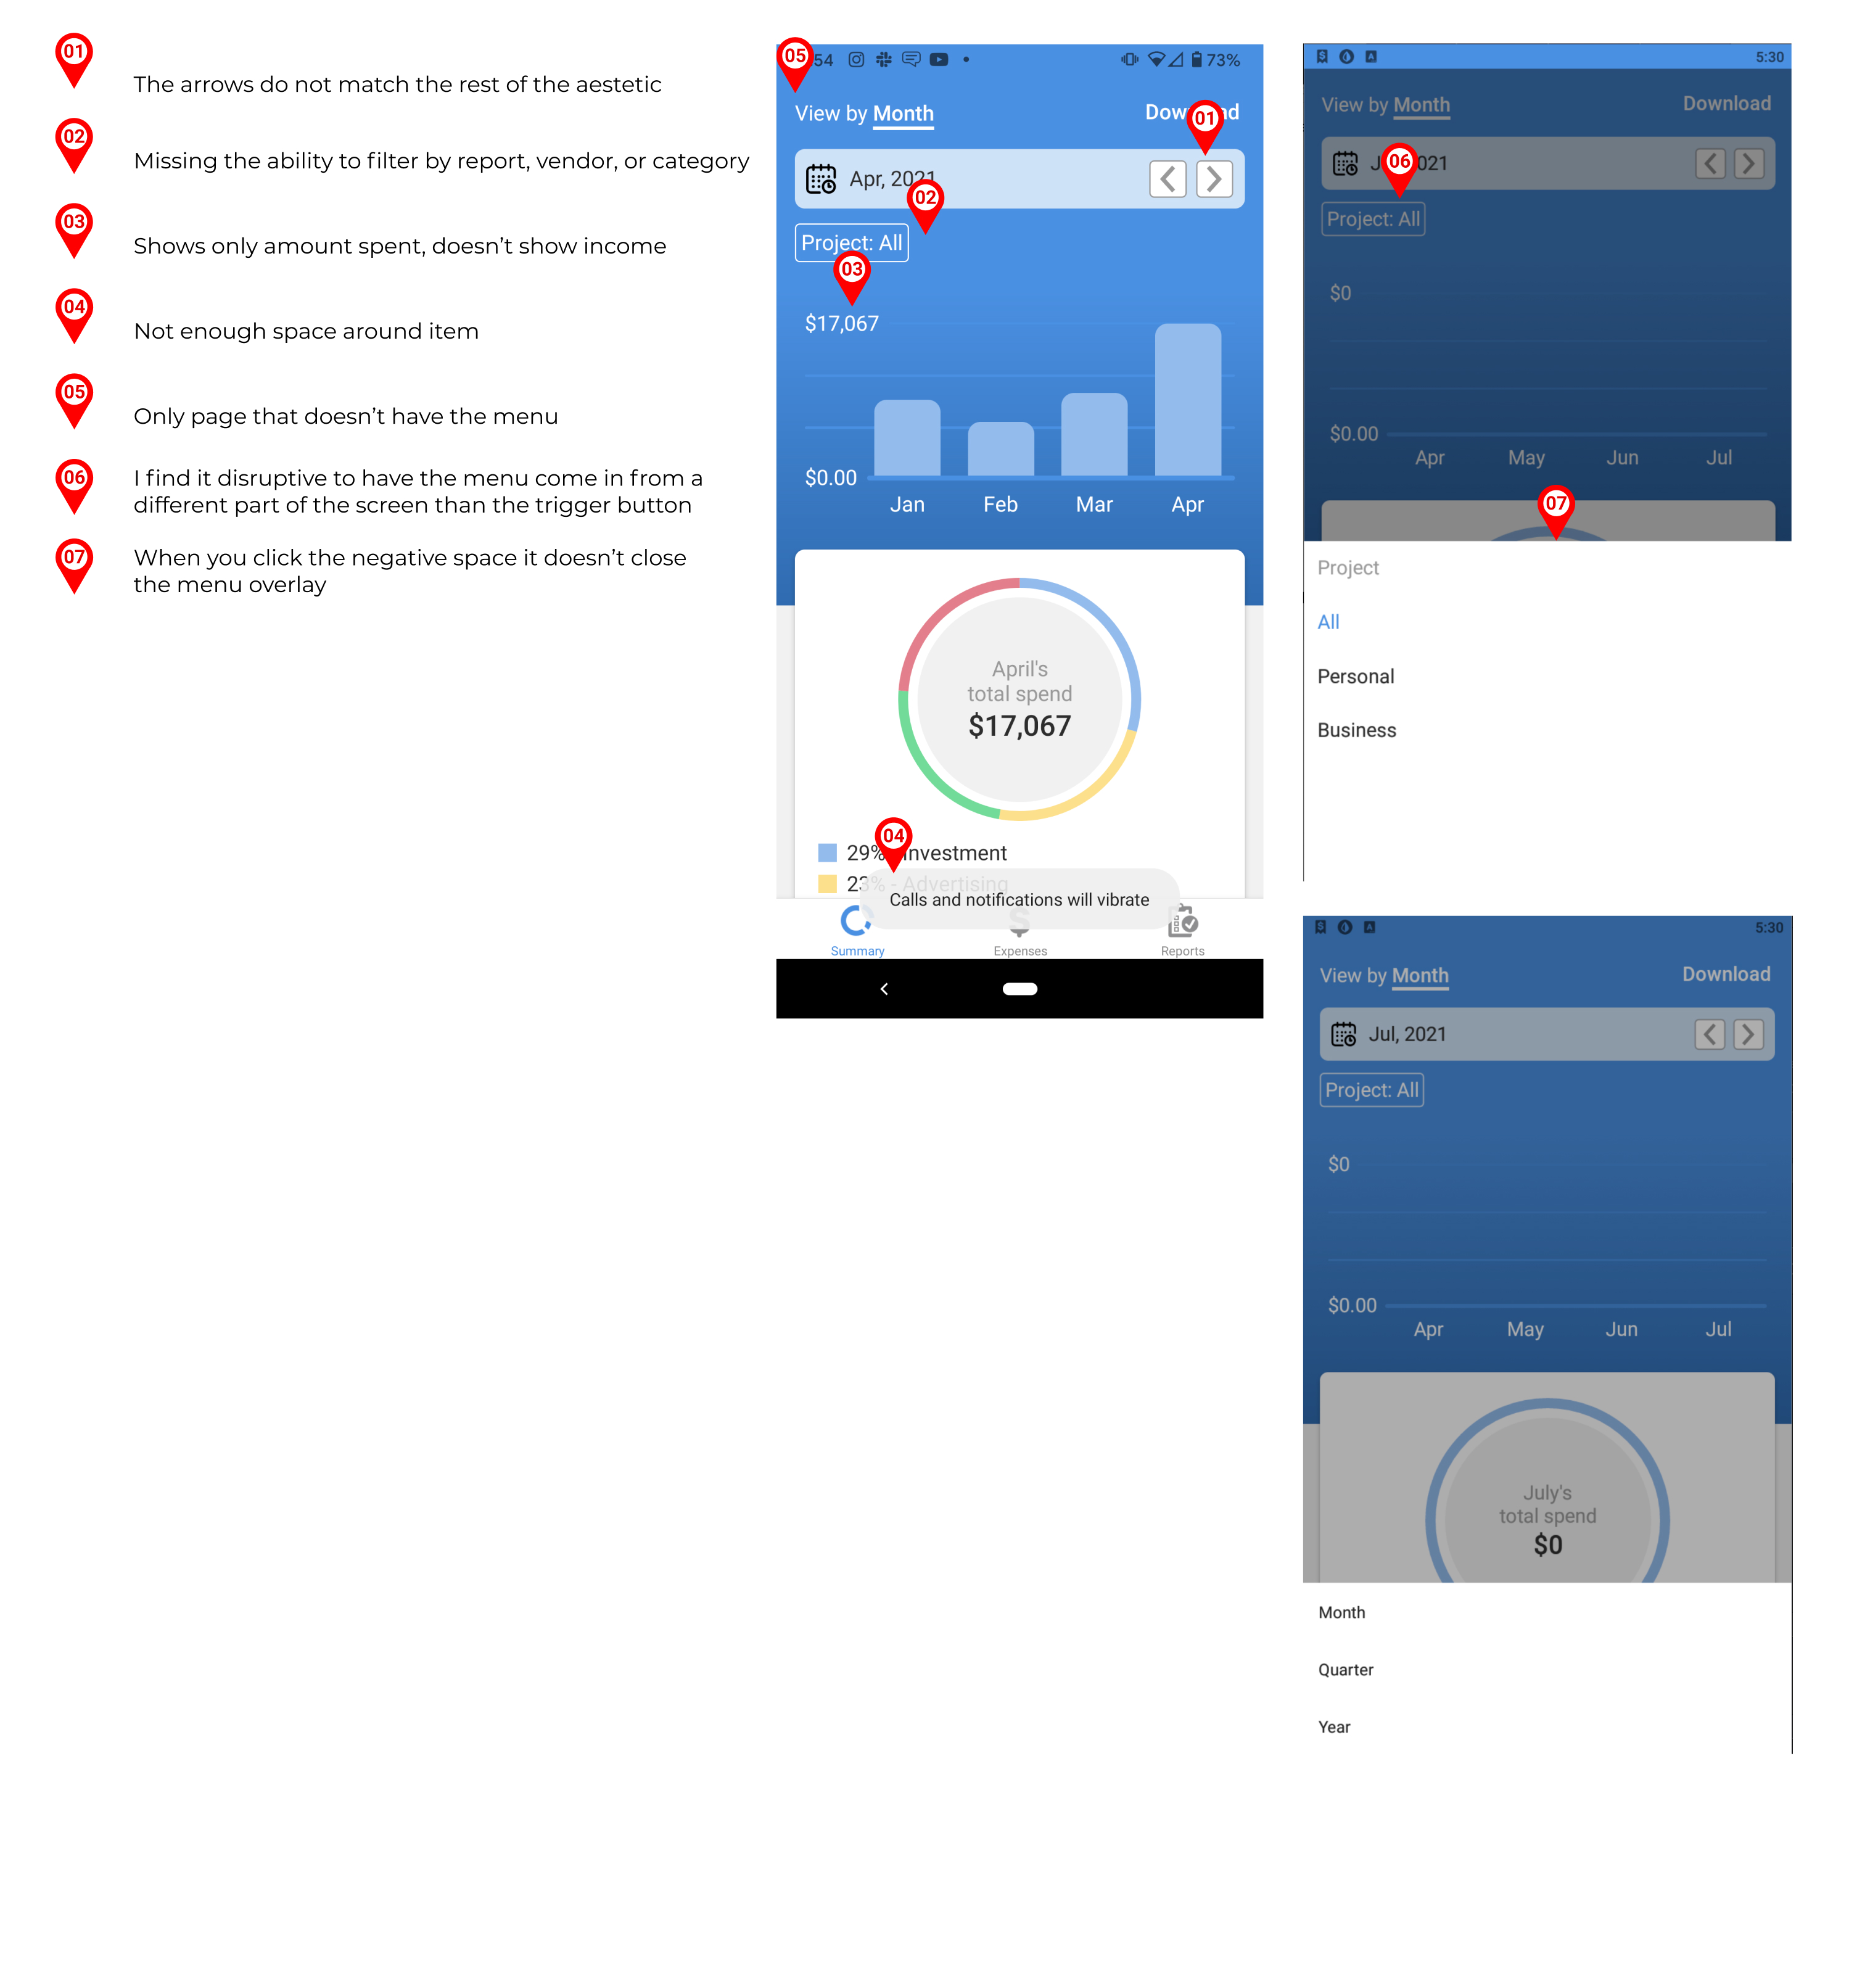 01
The arrows do not match the rest of the aestetic
02
Missing the ability to filter by report, vendor, or category
03
Shows only amount spent, doesn't show income
04
Not enough space around item
05
Only page that doesn't have the menu
06
I find it disruptive to have the menu come in from a
different part of the screen than the trigger button
07
When you click the negative space it doesn't close
the menu overlay
05
54
73%
View by Month
Download
01
Apr, 2021
02
Project: All
03
$17,067
$0.00
Jan Feb Mar Apr
April's
total spend
$17,067
04
29% Investment
23% - Advertising
Calls and notifications will vibrate
Summary Expenses Reports
5:30
View by Month
Download
06
2021
Project: All
$0
$0.00
Apr May Jun Jul
07
Project
All
Personal
Business
5:30
View by Month
Download
Jul, 2021
Project: All
$0
$0.00
Apr May Jun Jul
July's
total spend
$0
Month
Quarter
Year